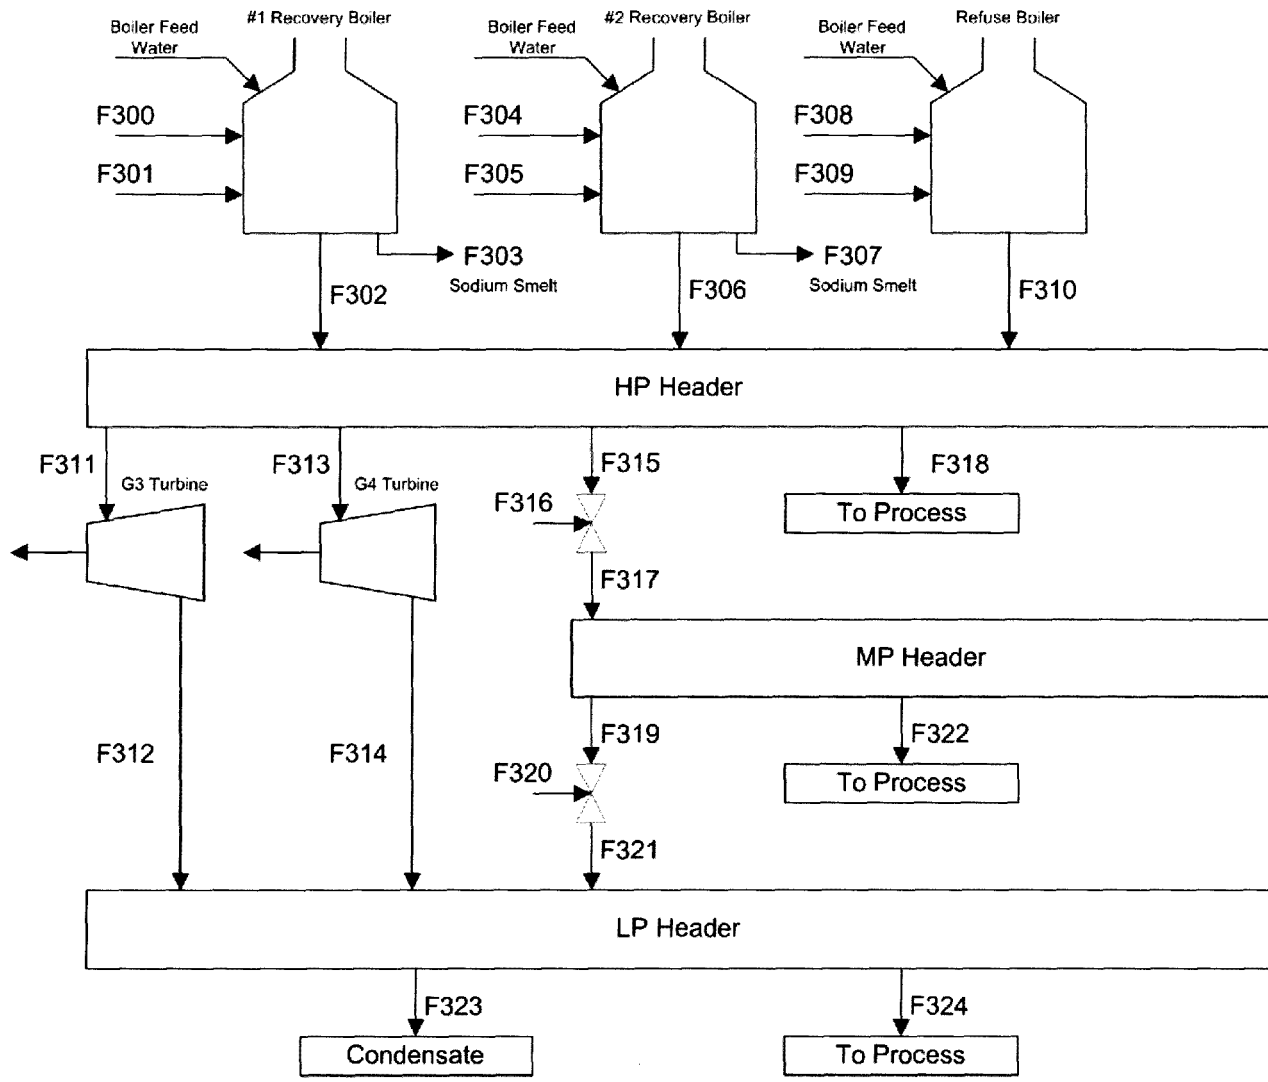 Boiler Feed
Water
#1 Recovery Boiler
Boiler Feed
Water
#2 Recovery Boiler
Boiler Feed
Water
Refuse Boiler
F300
F304
F308
F301
F305
F309
F303
Sodium Smelt
F307
Sodium Smelt
F302
F306
F310
HP Header
F311
F313
F315
F318
G3 Turbine
G4 Turbine
F316
To Process
F317
MP Header
F319
F322
F312
F314
F320
To Process
F321
LP Header
F323
F324
Condensate
To Process